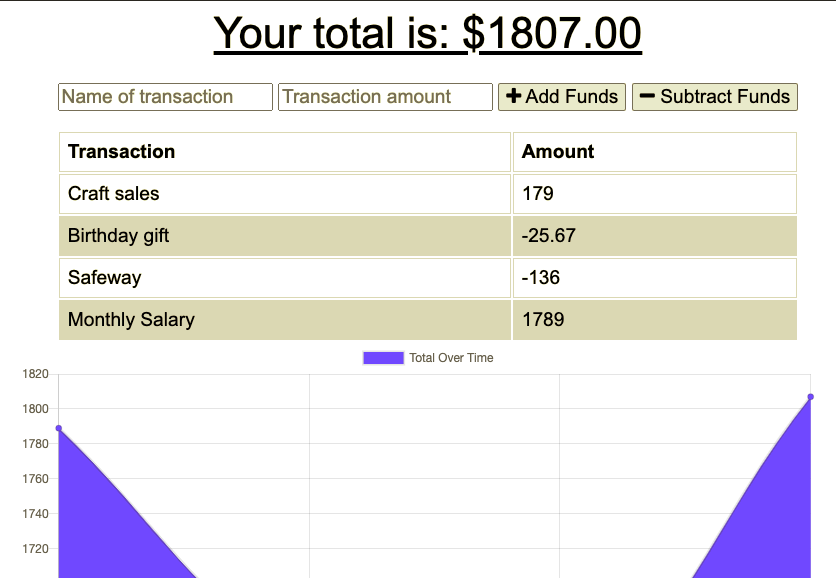 Your total is: $1807.00
Name of transaction Transaction amount + Add Funds − Subtract Funds
Transaction Amount
Craft sales 179
Birthday gift -25.67
Safeway -136
Monthly Salary 1789
Total Over Time
1820
1800
1780
1760
1740
1720